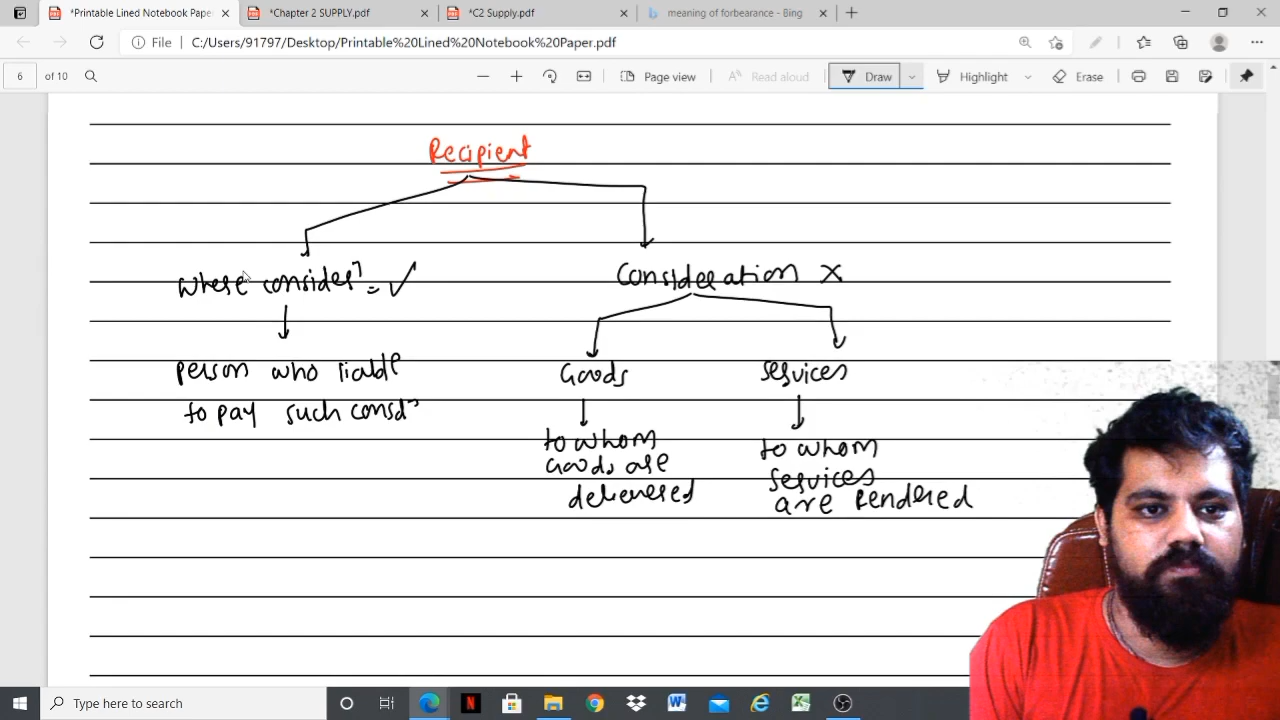 *Printable Lined Notebook Pape
*Chapter 2 SUPPLY.pdf
*C2 Supply.pdf
meaning of forbearance - Bing
File
C:/Users/91797/Desktop/Printable%20Lined%20Notebook%20Paper.pdf
6 of 10
Page view
Read aloud
Draw
Highlight
Erase
Recipient
where consider = ✓
Consideration X
person who liable
to pay such consd
Goods
services
to whom
Goods are
delievered
to whom
services
are Rendered
Type here to search